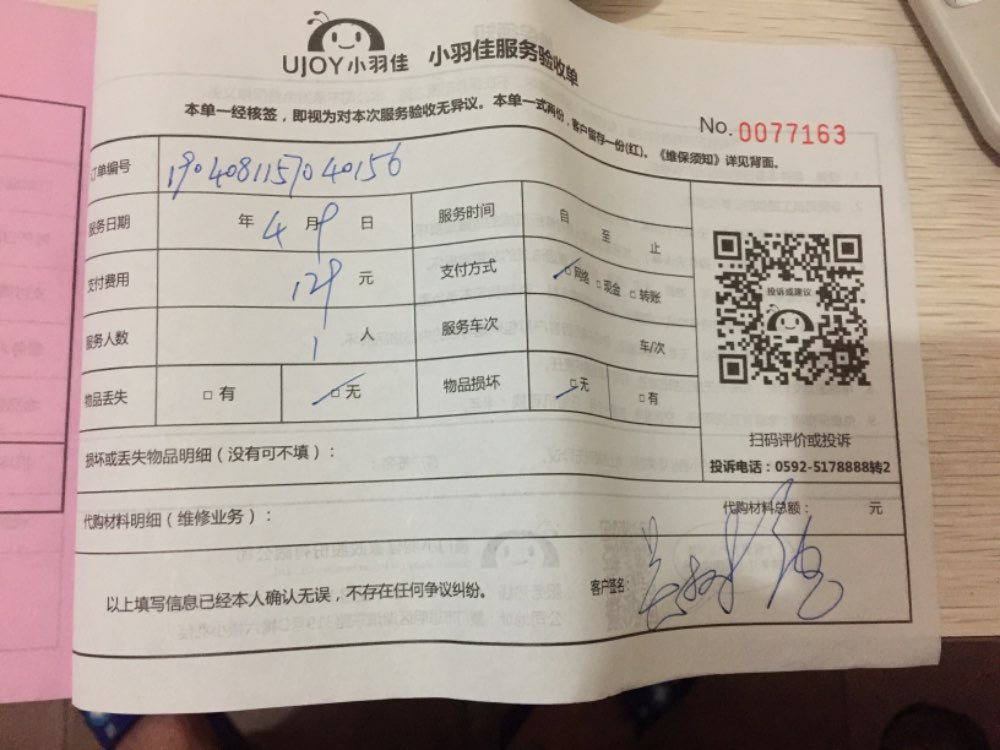 UJOY小羽佳 小羽佳服务验收单
本单一经核签，即视为对本次服务验收无异议。本单一式两份，客户留存一份(红)。《维保须知》详见背面。
No. 0077163
订单编号 1904081157040156
服务日期 年 4 月 9 日 服务时间 自 至 止
支付费用 129 元 支付方式 □网络 □现金 □转账
服务人数 1 人 服务车次 车/次
物品丢失 □有 □无 物品损坏 □无 □有
投诉或建议
扫码评价或投诉
投诉电话：0592-5178888转2
损坏或丢失物品明细（没有可不填）：
代购材料明细（维修业务）： 代购材料总额： 元
以上填写信息已经本人确认无误，不存在任何争议纠纷。 客户签名：